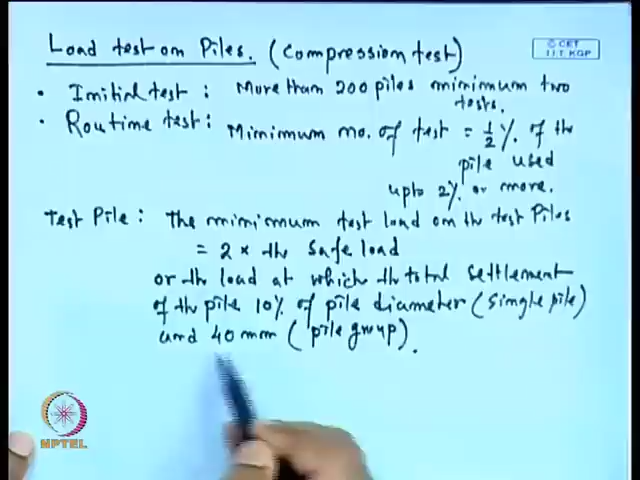 Load test on Piles. (Compression test)
© CET
I.I.T. KGP
• Initial test : More than 200 piles minimum two
tests.
• Routine test : Minimum no. of test = 1/2 % of the
pile used
upto 2% or more.
Test Pile : The minimum test load on the test Piles
= 2 × the safe load
or the load at which the total settlement
of the pile 10% of pile diameter (single pile)
and 40 mm (pile group).
NPTEL